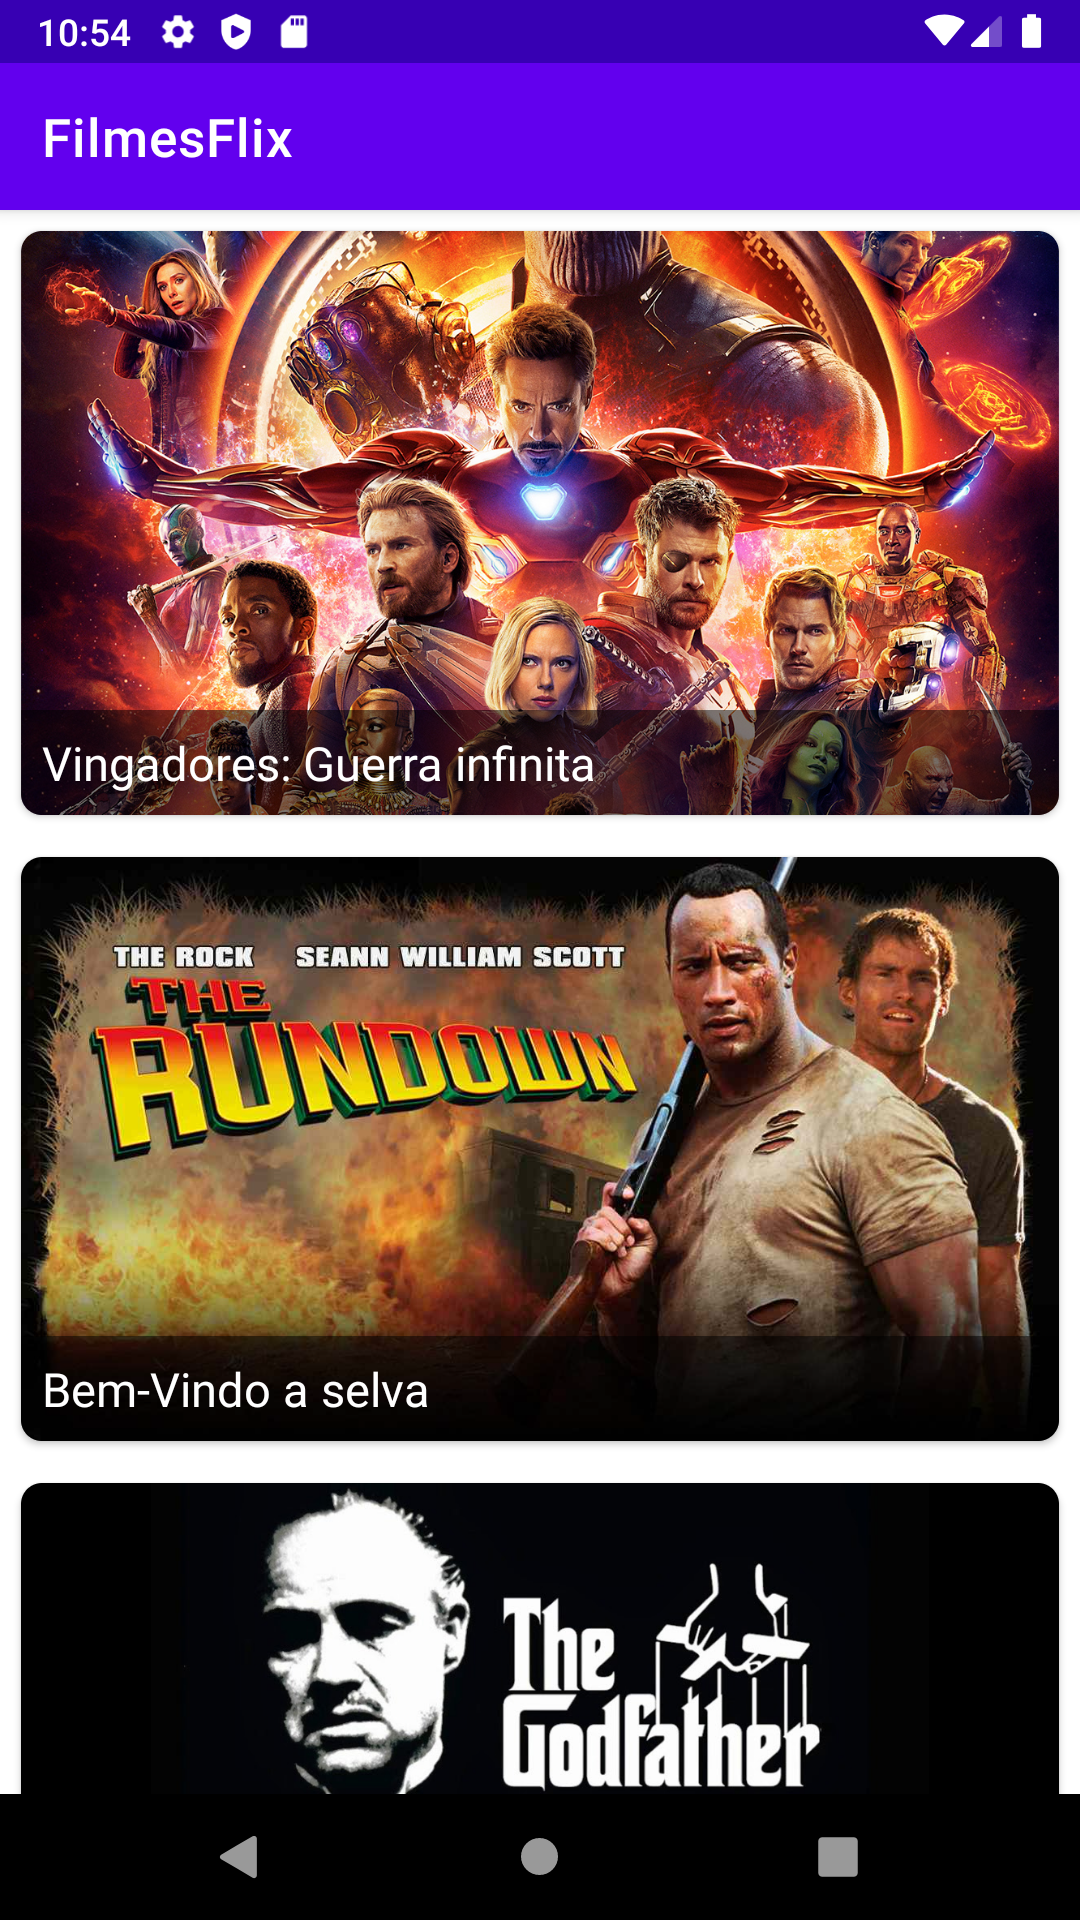 10:54
FilmesFlix
Vingadores: Guerra infinita
THE ROCK SEANN WILLIAM SCOTT
THE
RUNDOWN
Bem-Vindo a selva
The
Godfather